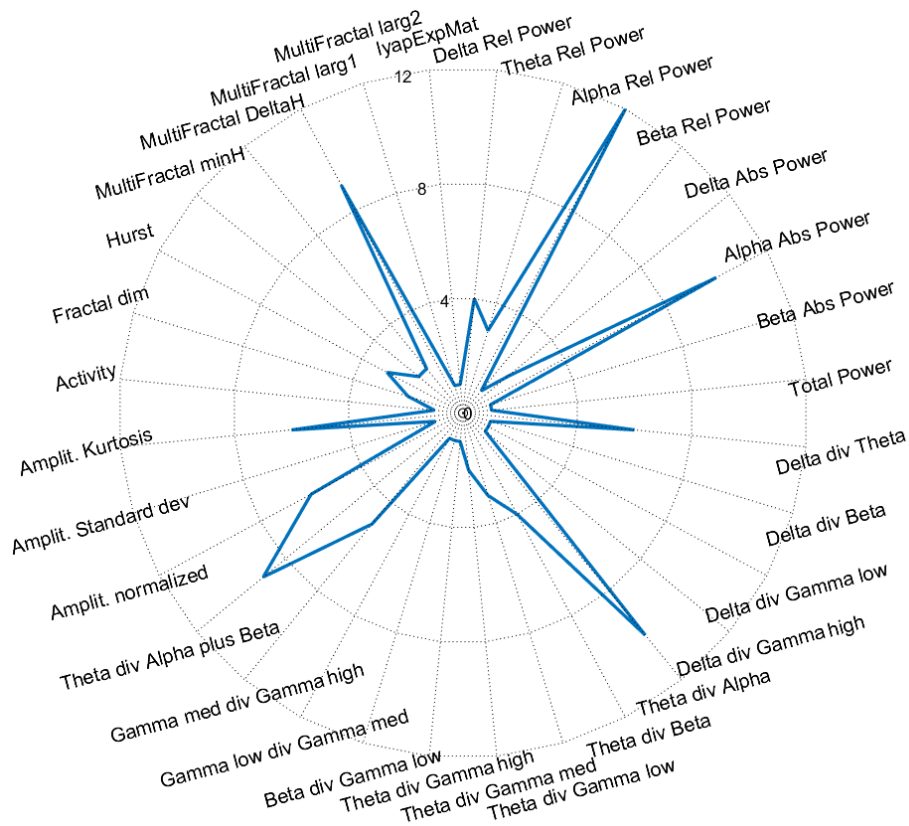 MultiFractal larg2
lyapExpMat
Delta Rel Power
Theta Rel Power
Alpha Rel Power
Beta Rel Power
Delta Abs Power
Alpha Abs Power
Beta Abs Power
Total Power
Delta div Theta
Delta div Beta
Delta div Gamma low
Delta div Gamma high
Theta div Alpha
Theta div Beta
Theta div Gamma low
Theta div Gamma med
Theta div Gamma high
Beta div Gamma low
Gamma low div Gamma med
Gamma med div Gamma high
Theta div Alpha plus Beta
Amplit. normalized
Amplit. Standard dev
Amplit. Kurtosis
Activity
Fractal dim
Hurst
MultiFractal minH
MultiFractal DeltaH
MultiFractal larg1
12
8
4
0